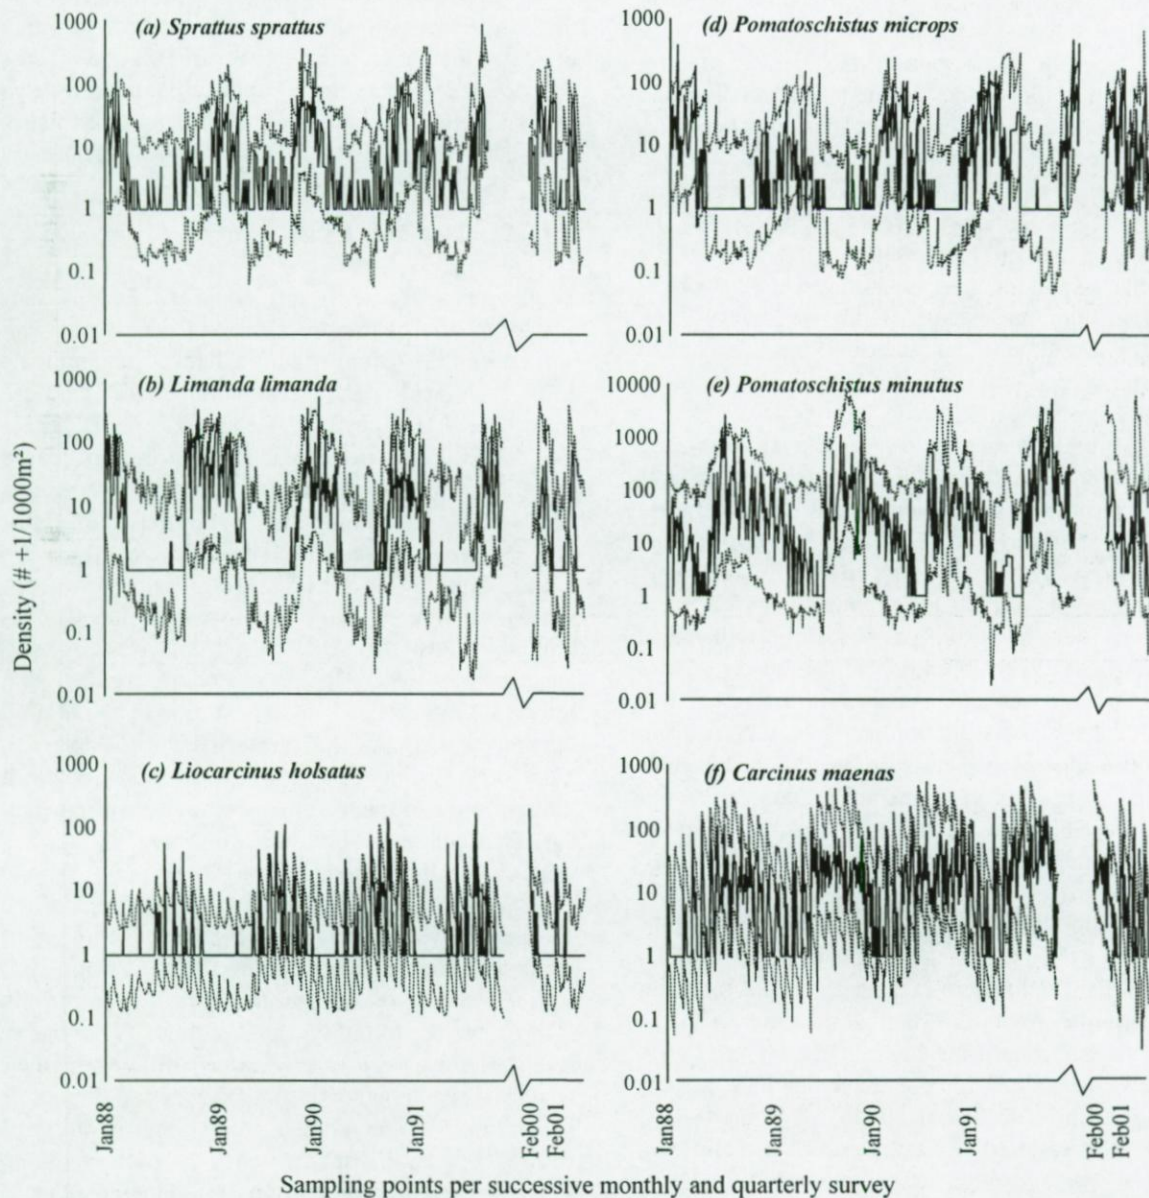 (a) Sprattus sprattus
1000
100
10
1
0.1
0.01
(d) Pomatoschistus microps
1000
100
10
1
0.1
0.01
(b) Limanda limanda
1000
100
10
1
0.1
0.01
(e) Pomatoschistus minutus
10000
1000
100
10
1
0.1
0.01
(c) Liocarcinus holsatus
1000
100
10
1
0.1
0.01
(f) Carcinus maenas
1000
100
10
1
0.1
0.01
Density (# +1/1000m²)
Jan88
Jan89
Jan90
Jan91
Feb00
Feb01
Jan88
Jan89
Jan90
Jan91
Feb00
Feb01
Sampling points per successive monthly and quarterly survey